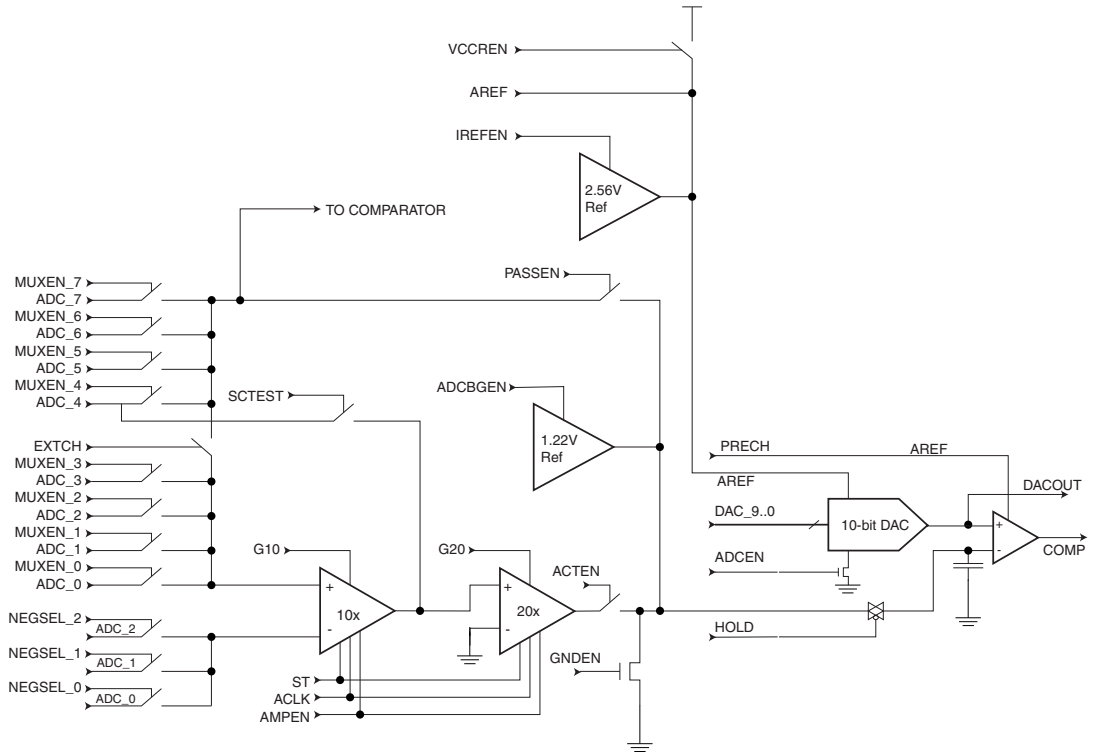 VCCREN
AREF
IREFEN
2.56V
Ref
TO COMPARATOR
PASSEN
MUXEN_7
ADC_7
MUXEN_6
ADC_6
MUXEN_5
ADC_5
MUXEN_4
ADC_4
SCTEST
ADCBGEN
1.22V
Ref
EXTCH
MUXEN_3
ADC_3
MUXEN_2
ADC_2
MUXEN_1
ADC_1
MUXEN_0
ADC_0
PRECH
AREF
AREF
DACOUT
DAC_9..0
10-bit DAC
+
-
COMP
ADCEN
G10
G20
ACTEN
+
10x
-
+
20x
-
HOLD
NEGSEL_2
ADC_2
NEGSEL_1
ADC_1
NEGSEL_0
ADC_0
GNDEN
ST
ACLK
AMPEN